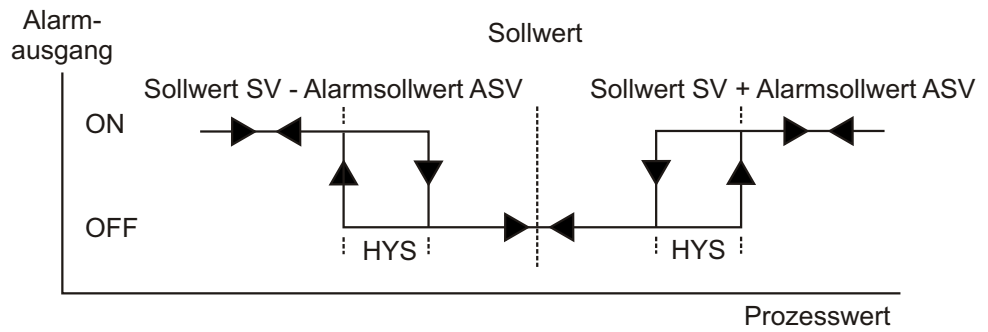 Alarm-
ausgang
Sollwert
Sollwert SV - Alarmsollwert ASV
Sollwert SV + Alarmsollwert ASV
ON
OFF
HYS
HYS
Prozesswert